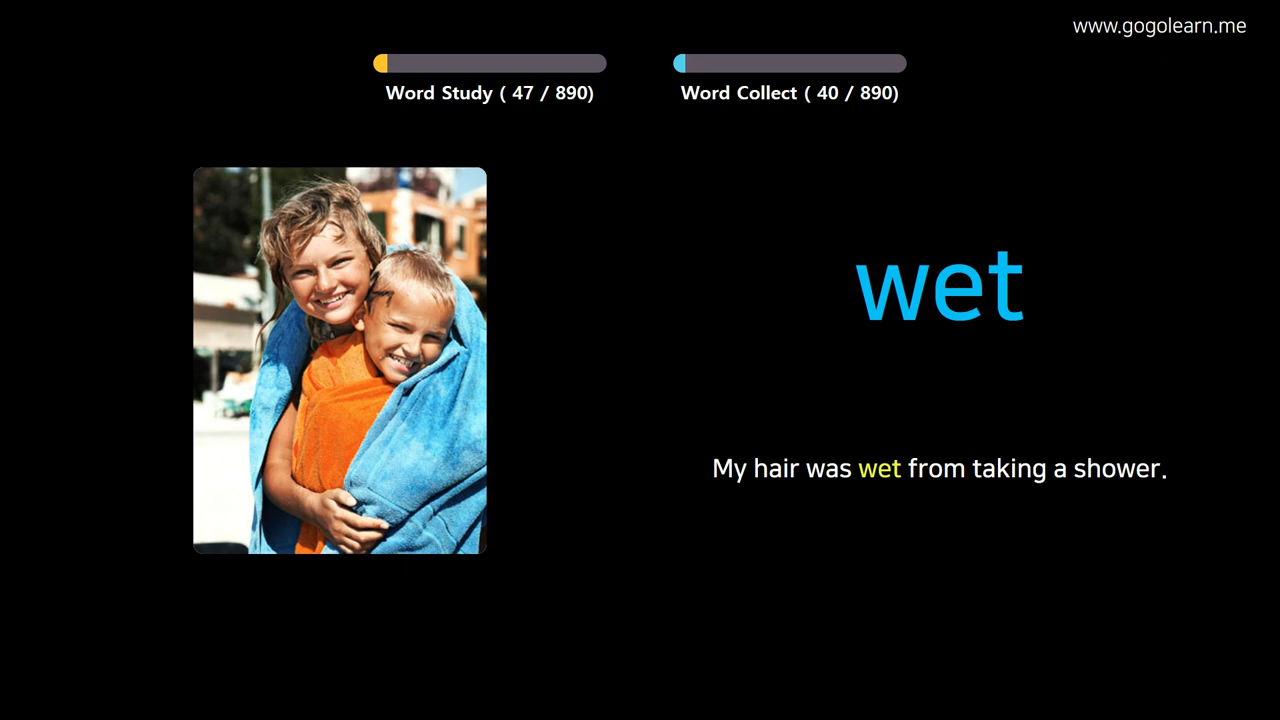 www.gogolearn.me
Word Study ( 47 / 890)
Word Collect ( 40 / 890)
wet
My hair was wet from taking a shower.